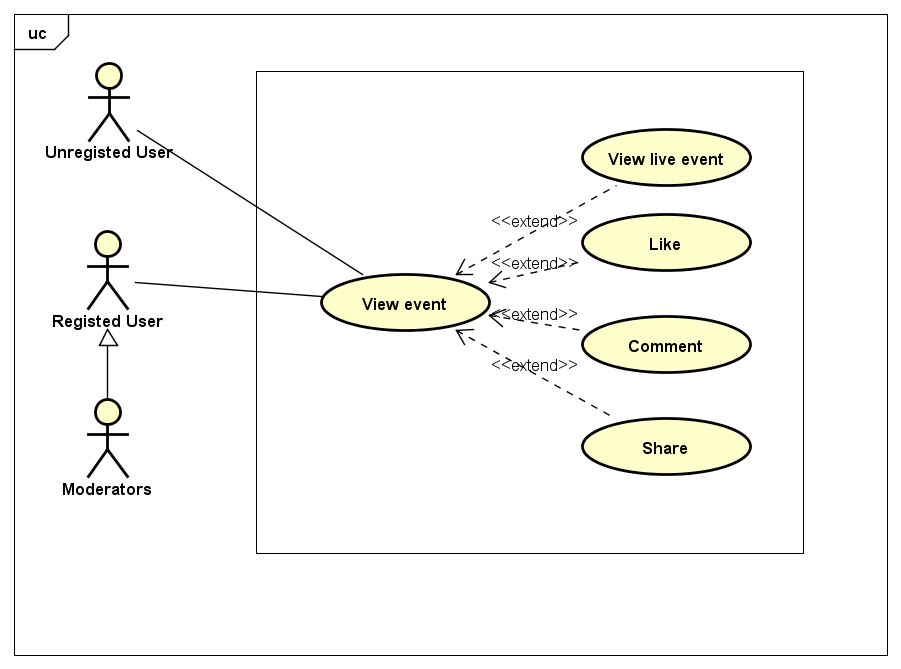 uc
Unregisted User
View live event
<<extend>>
Like
<<extend>>
Registed User
View event
<<extend>>
Comment
<<extend>>
Share
Moderators